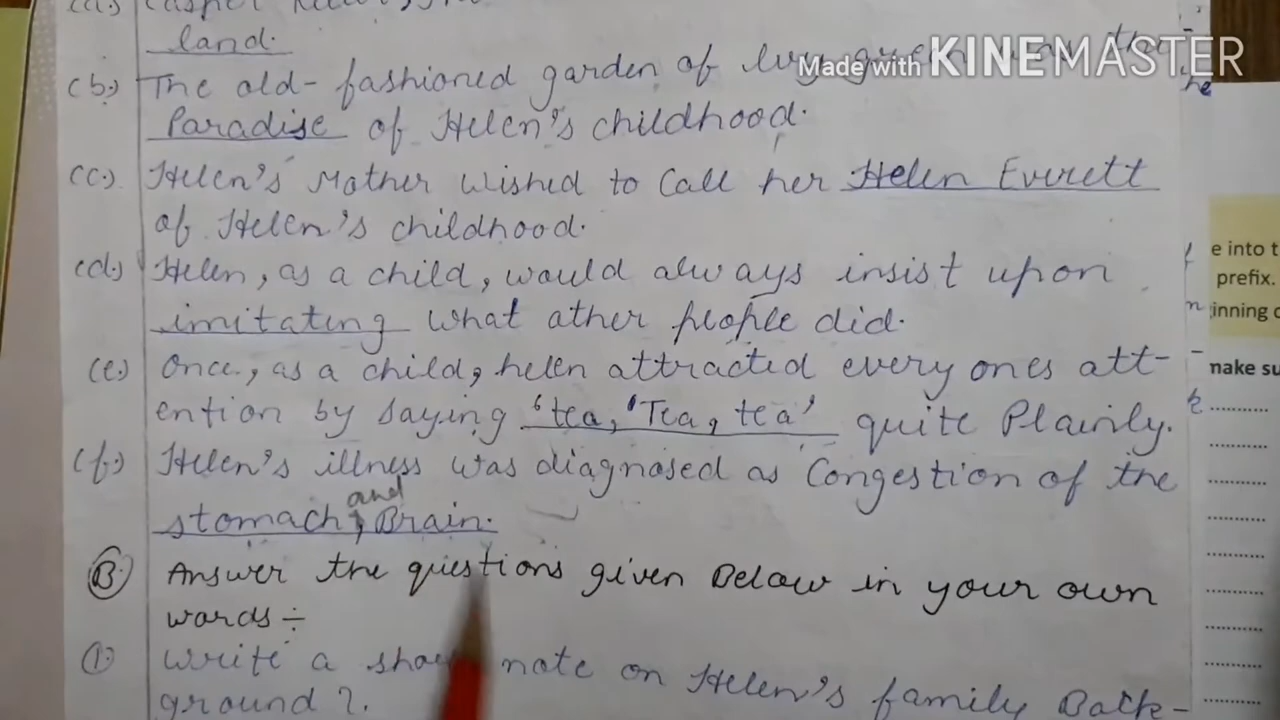 (a.) Casper Keller,
land.
Made with KINEMASTER
(b.) The old-fashioned garden of
he
Paradise of Helen's childhood.
(c.) Helen's Mother Wished to Call her Helen Everett
of Helen's childhood.
(d.) Helen, as a child, would always insist upon
imitating what ather people did.
(e.) Once, as a child, helen attracted every ones att-
ention by saying 'tea, 'Tea, tea' quite Plainly.
(f.) Helen's illness was diagnosed as Congestion of the
stomach, and Brain.
(B.) Answer the questions given Below in your own
words ÷
(1) Write a note on Helen's family Back-
ground?.
e into t
prefix.
inning o
make su